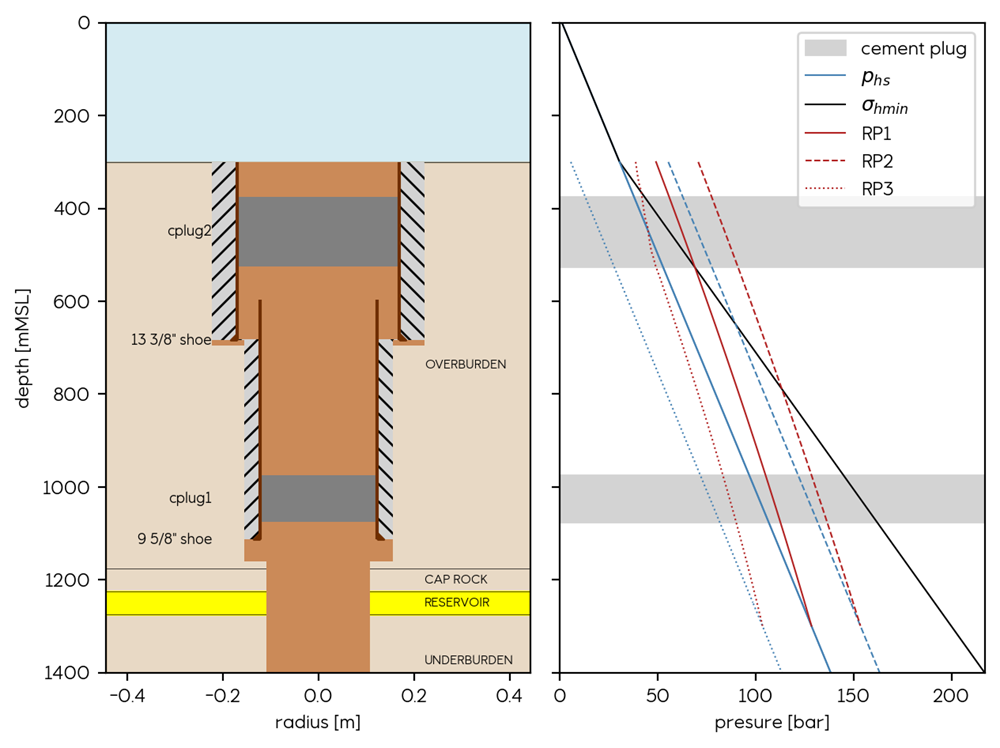 0
200
400
600
800
1000
1200
1400
depth [mMSL]
cplug2
13 3/8" shoe
OVERBURDEN
cplug1
9 5/8" shoe
CAP ROCK
RESERVOIR
UNDERBURDEN
−0.4
−0.2
0.0
0.2
0.4
radius [m]
cement plug
p_hs
σ_hmin
RP1
RP2
RP3
0
50
100
150
200
presure [bar]